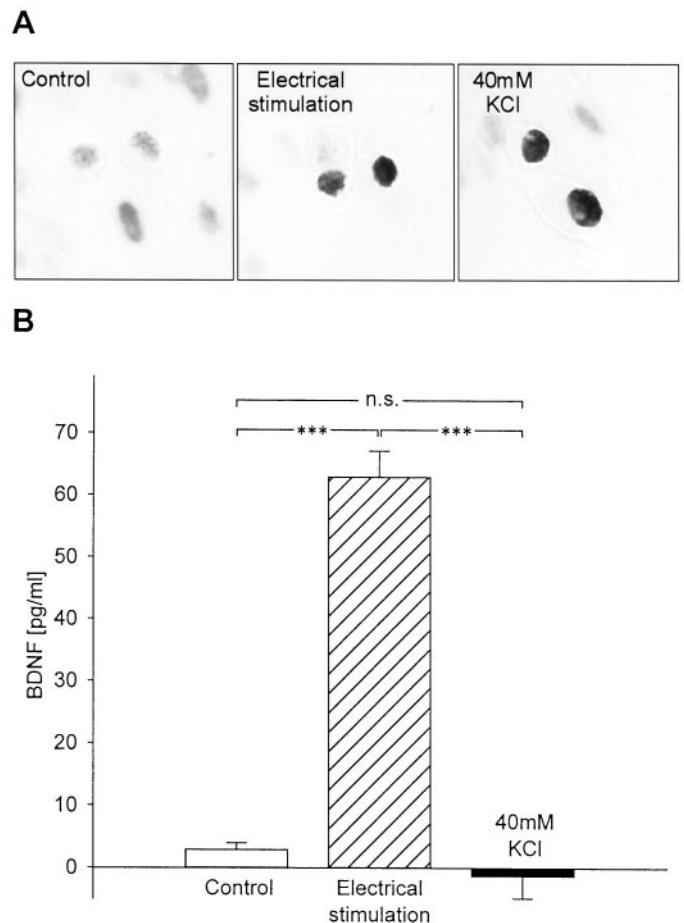 A
Control
Electrical
stimulation
40mM
KCl
B
n.s.
*** ***
70
60
50
40
30
20
10
0
BDNF [pg/ml]
40mM
KCl
Control
Electrical
stimulation